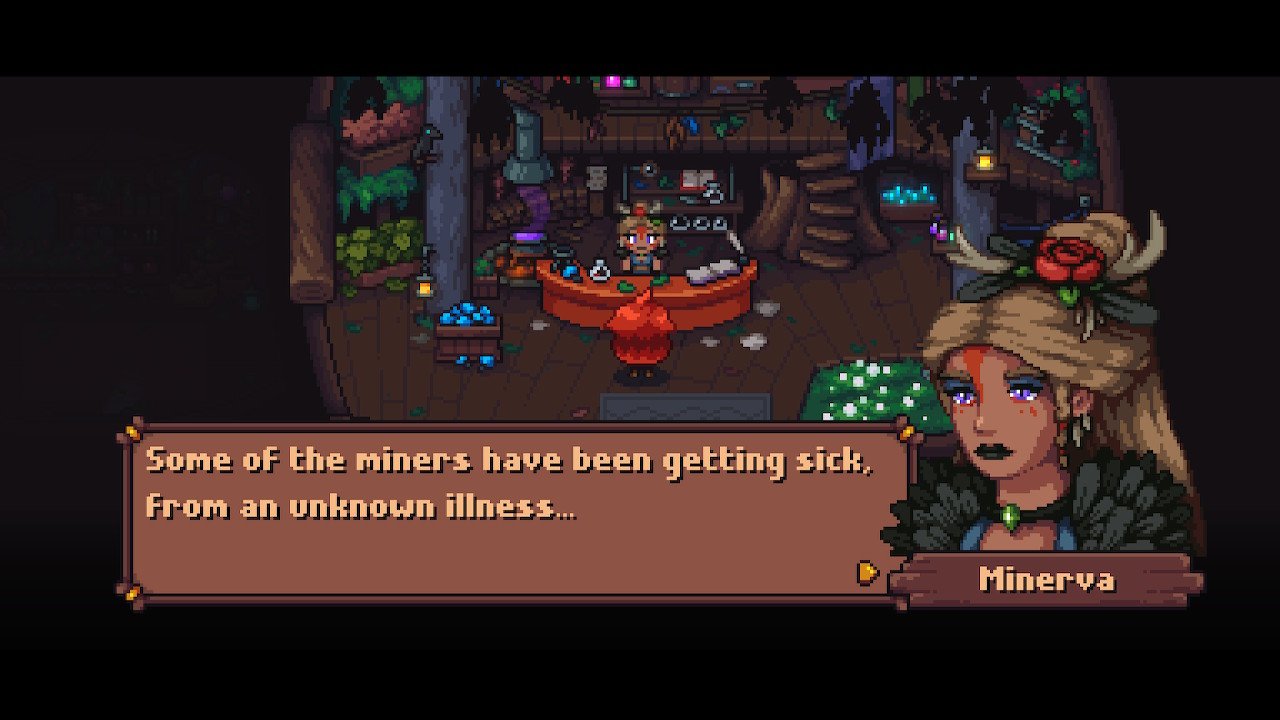 Some of the miners have been getting sick,
from an unknown illness...
Minerva